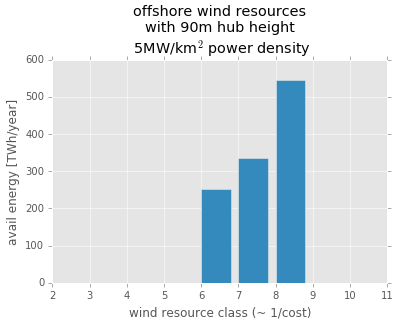 offshore wind resources
with 90m hub height
5MW/km² power density
avail energy [TWh/year]
600
500
400
300
200
100
0
2 3 4 5 6 7 8 9 10 11
wind resource class (~ 1/cost)